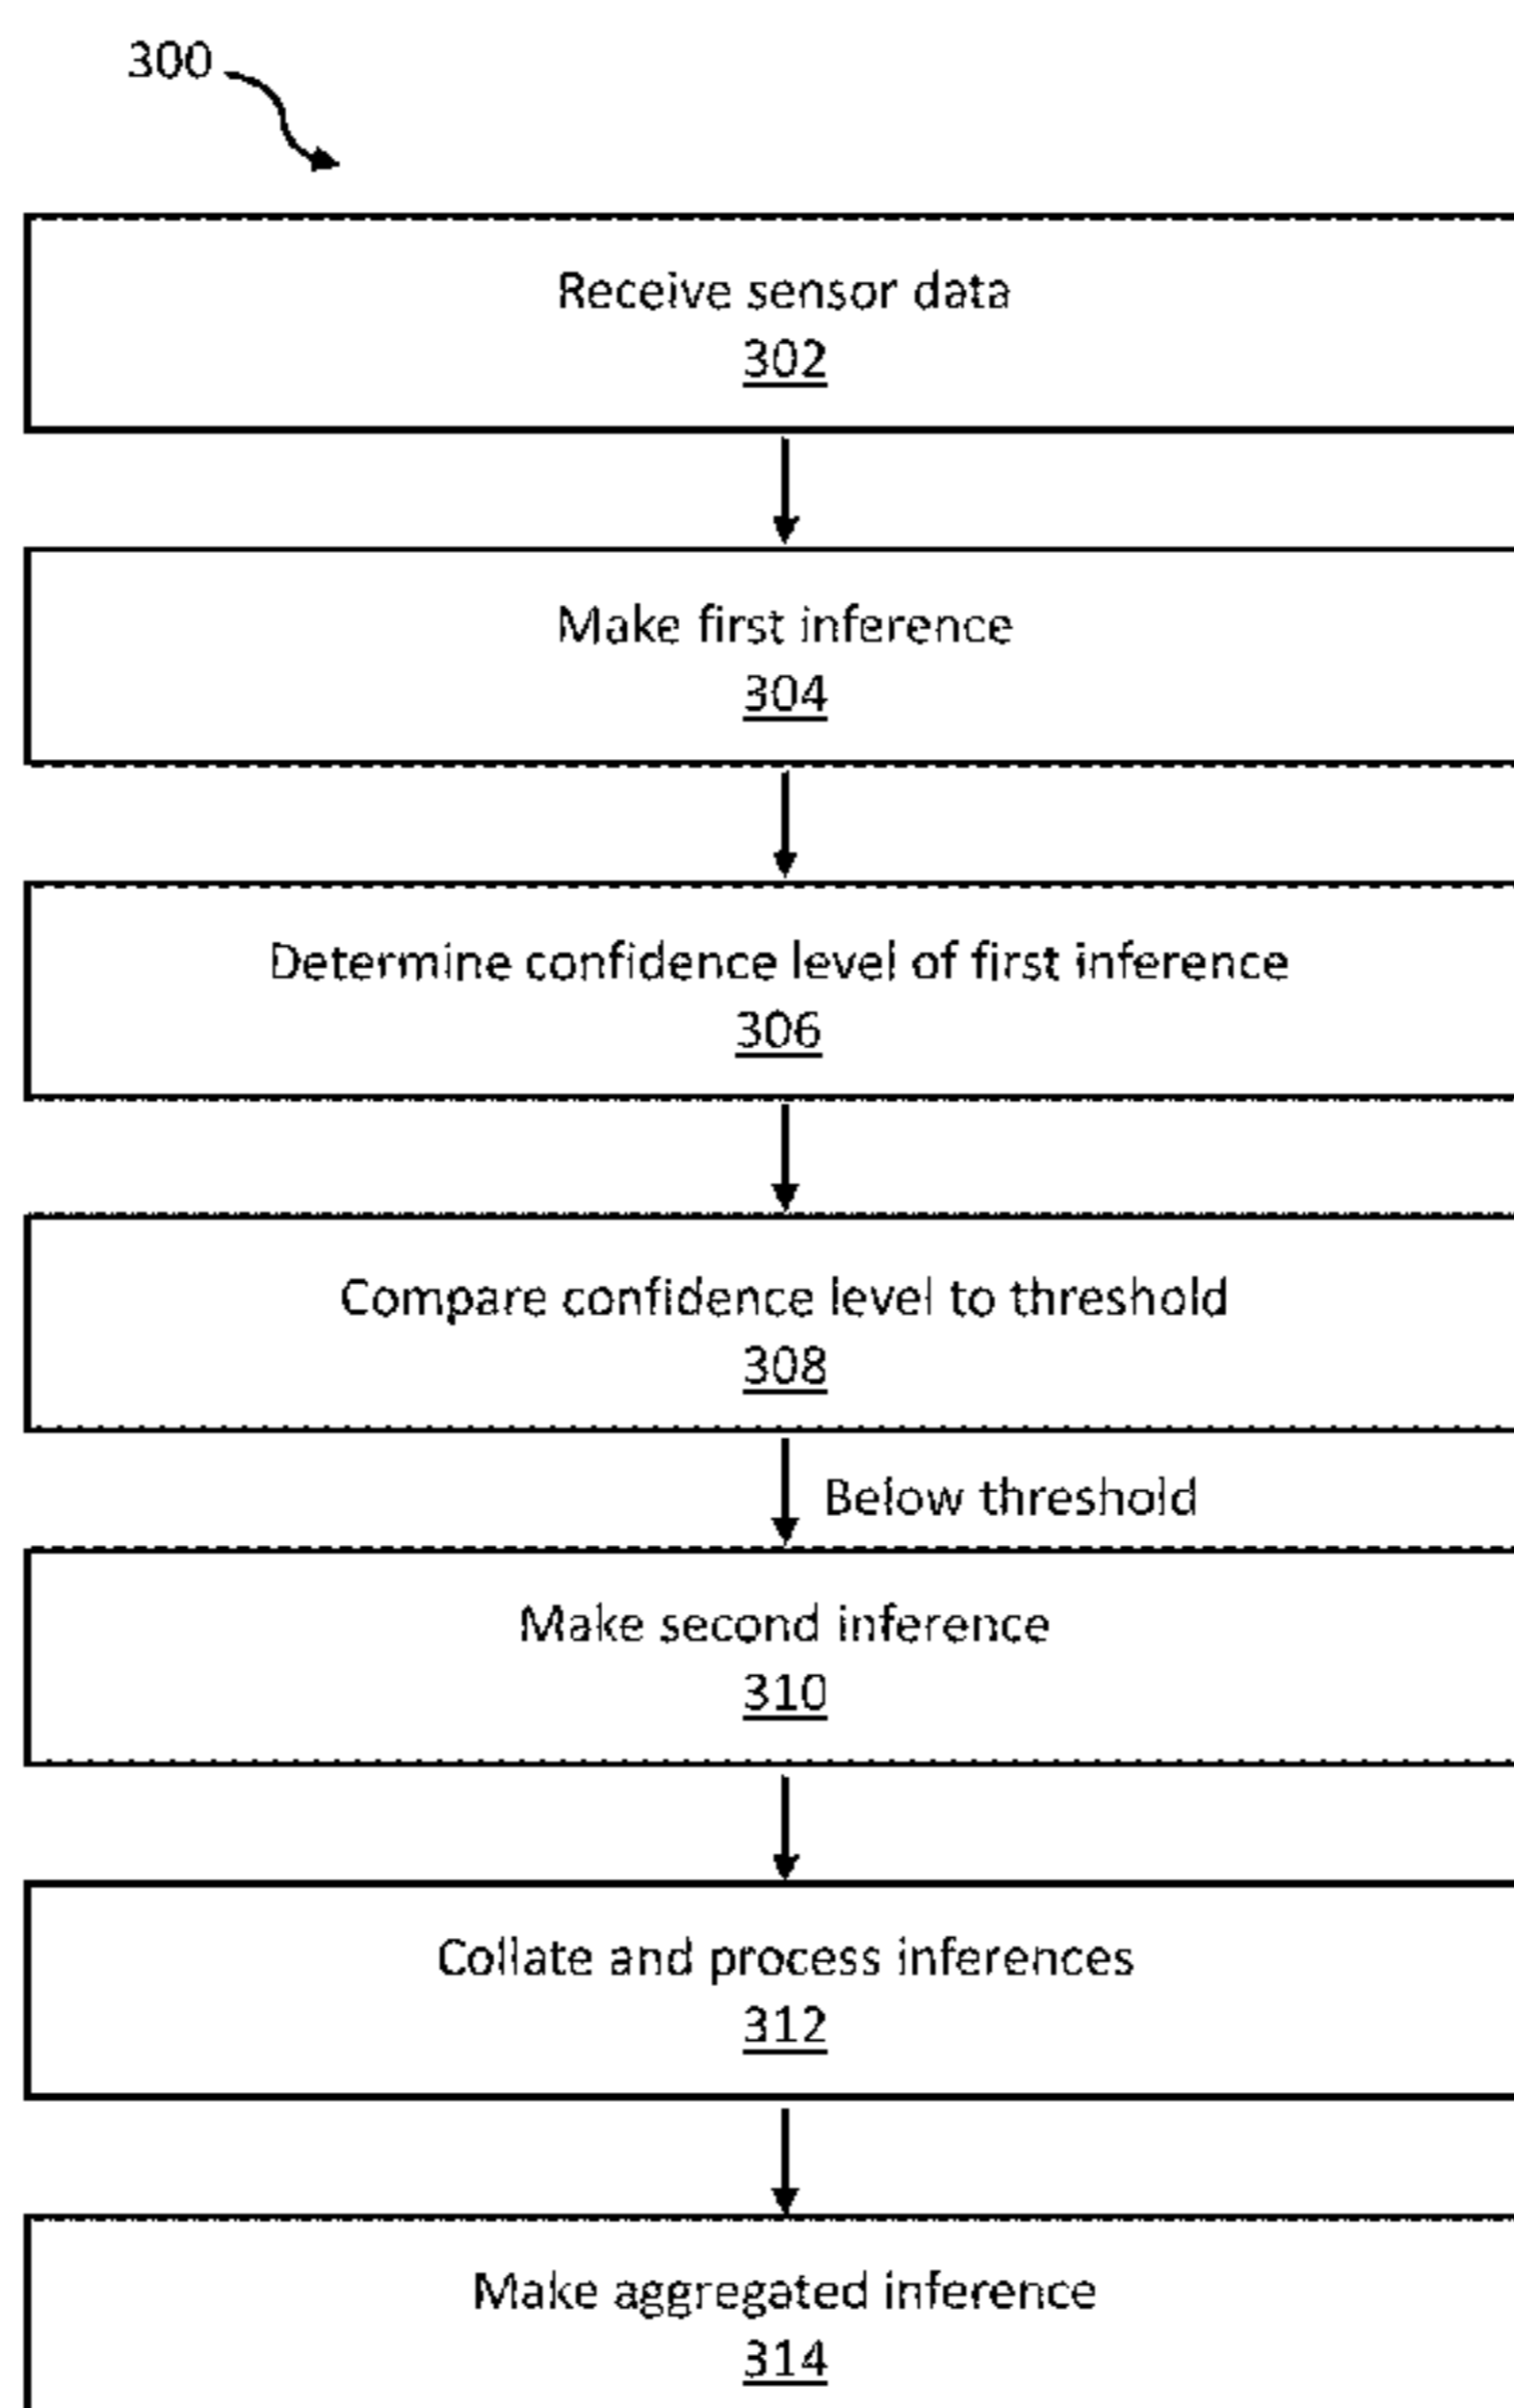 300
Receive sensor data
302
Make first inference
304
Determine confidence level of first inference
306
Compare confidence level to threshold
308
Below threshold
Make second inference
310
Collate and process inferences
312
Make aggregated inference
314